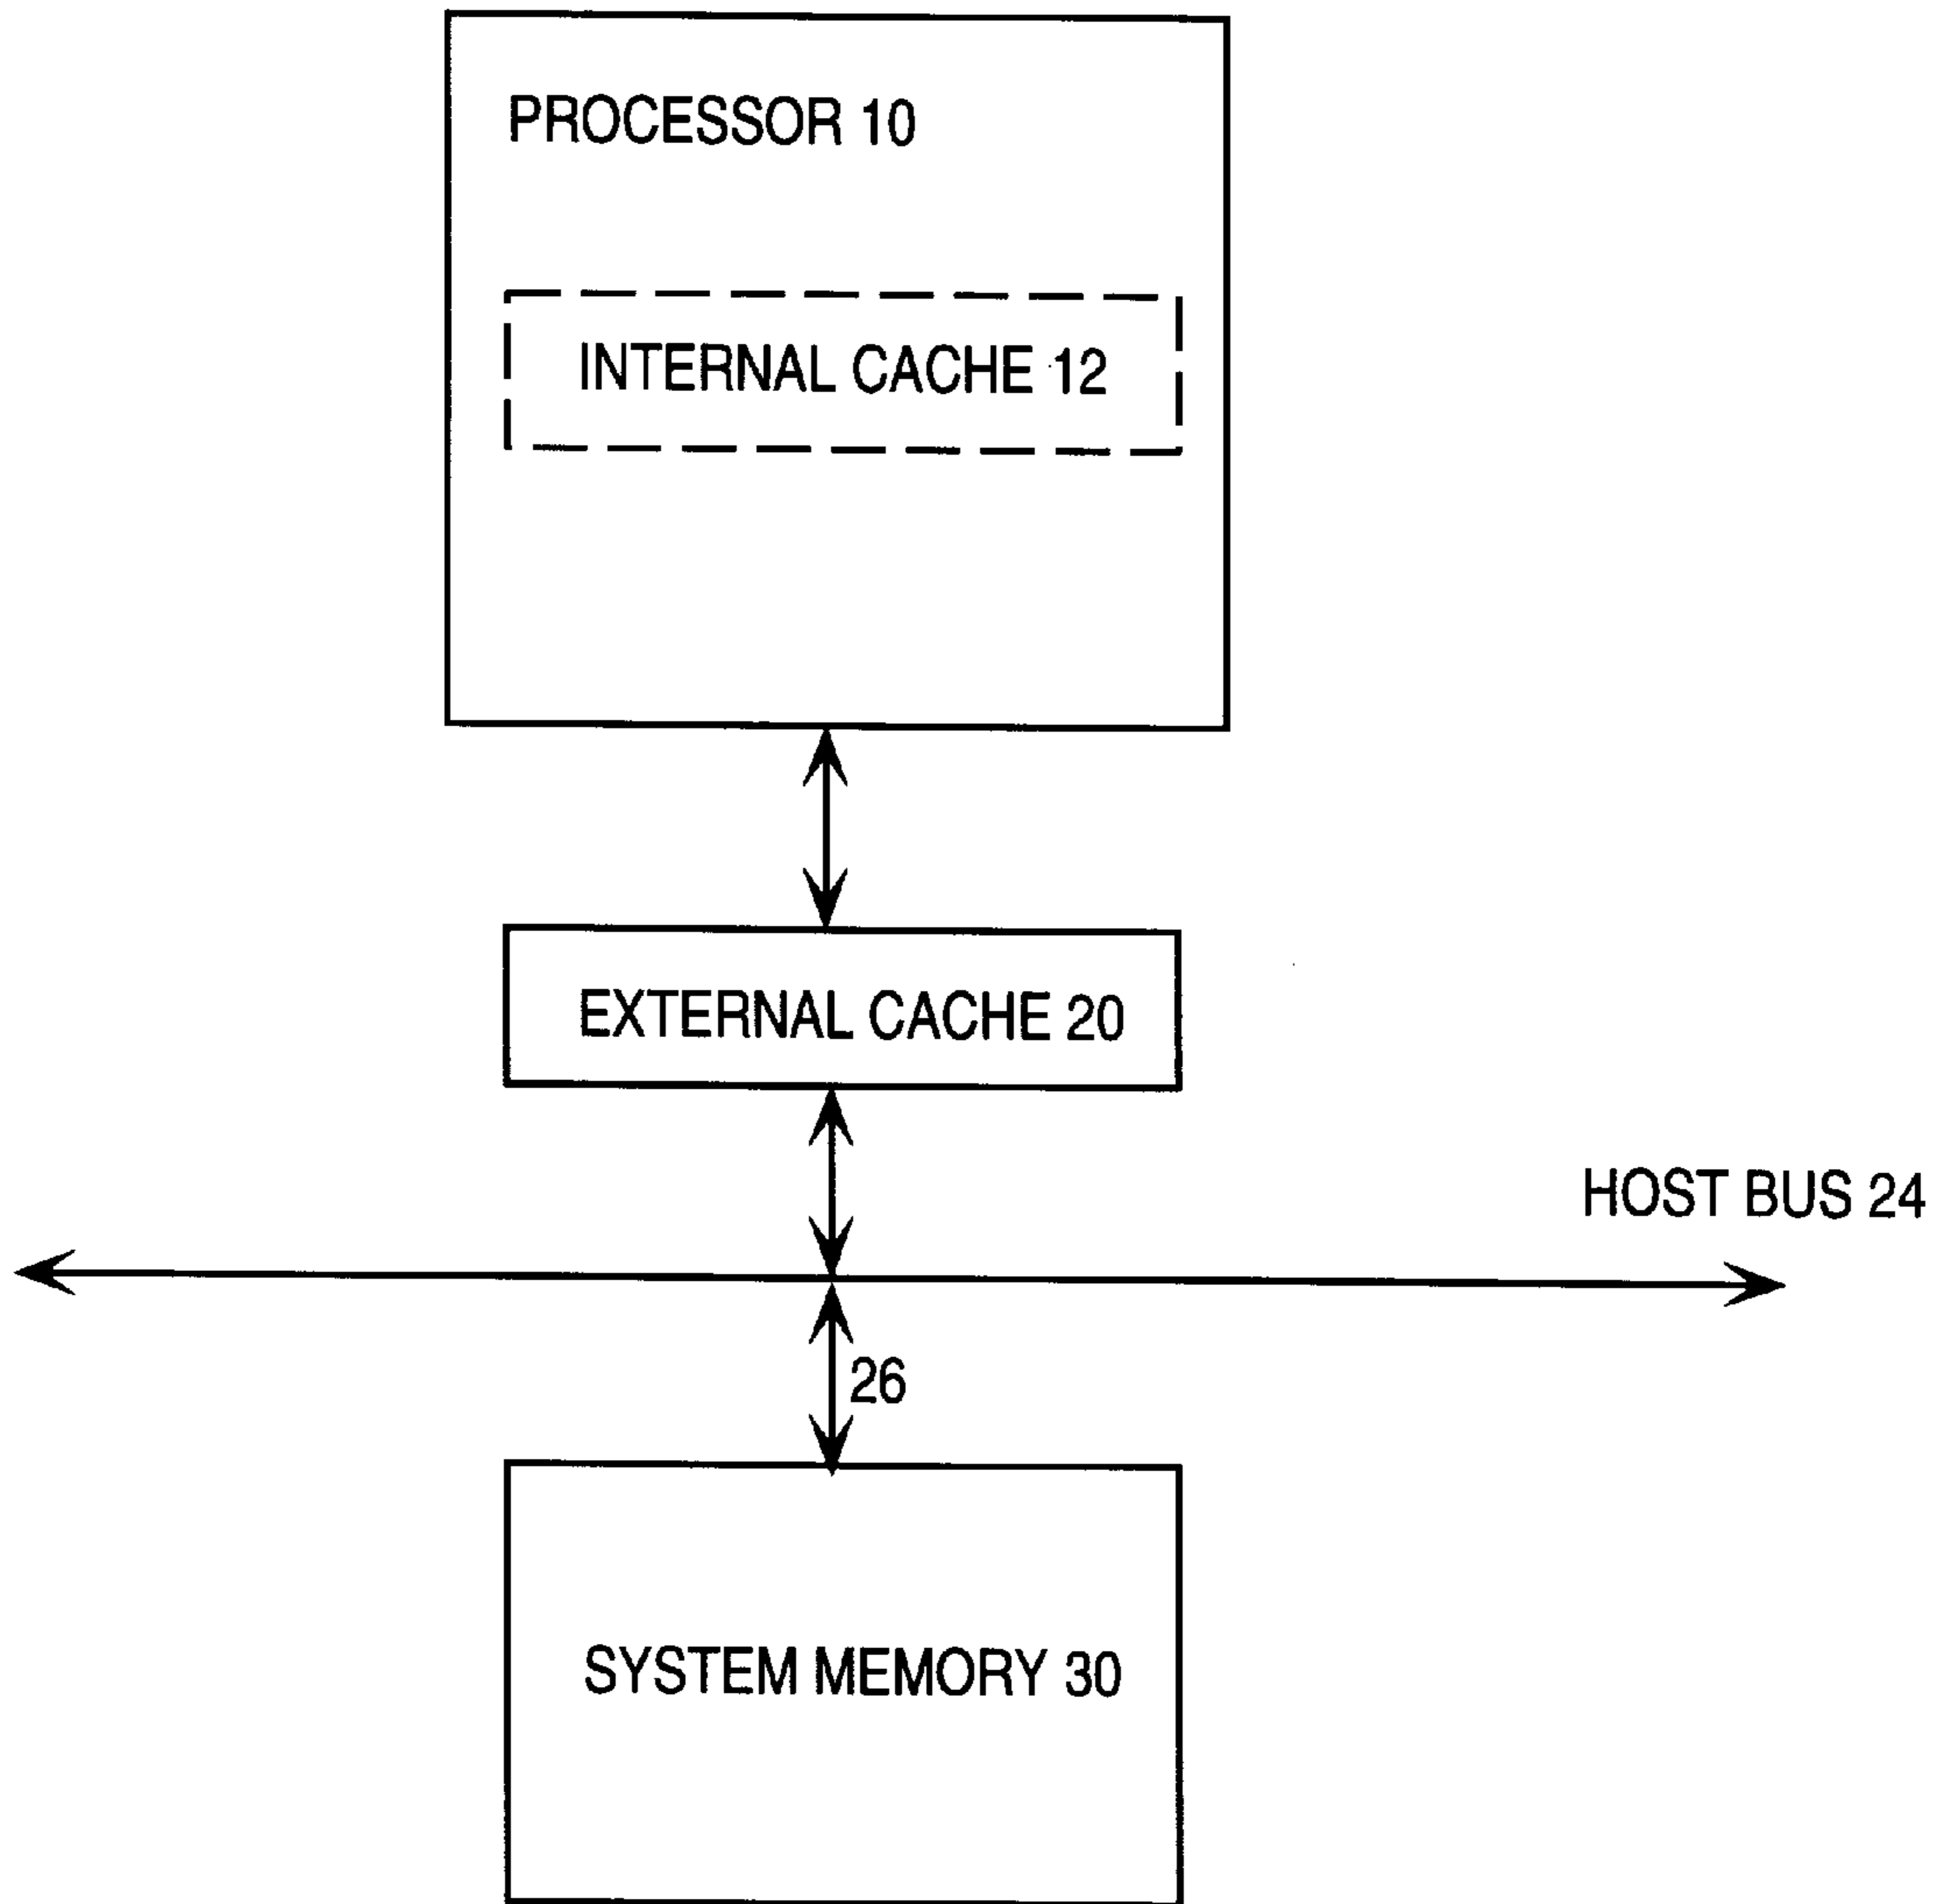 PROCESSOR 10
INTERNAL CACHE 12
EXTERNAL CACHE 20
HOST BUS 24
26
SYSTEM MEMORY 30